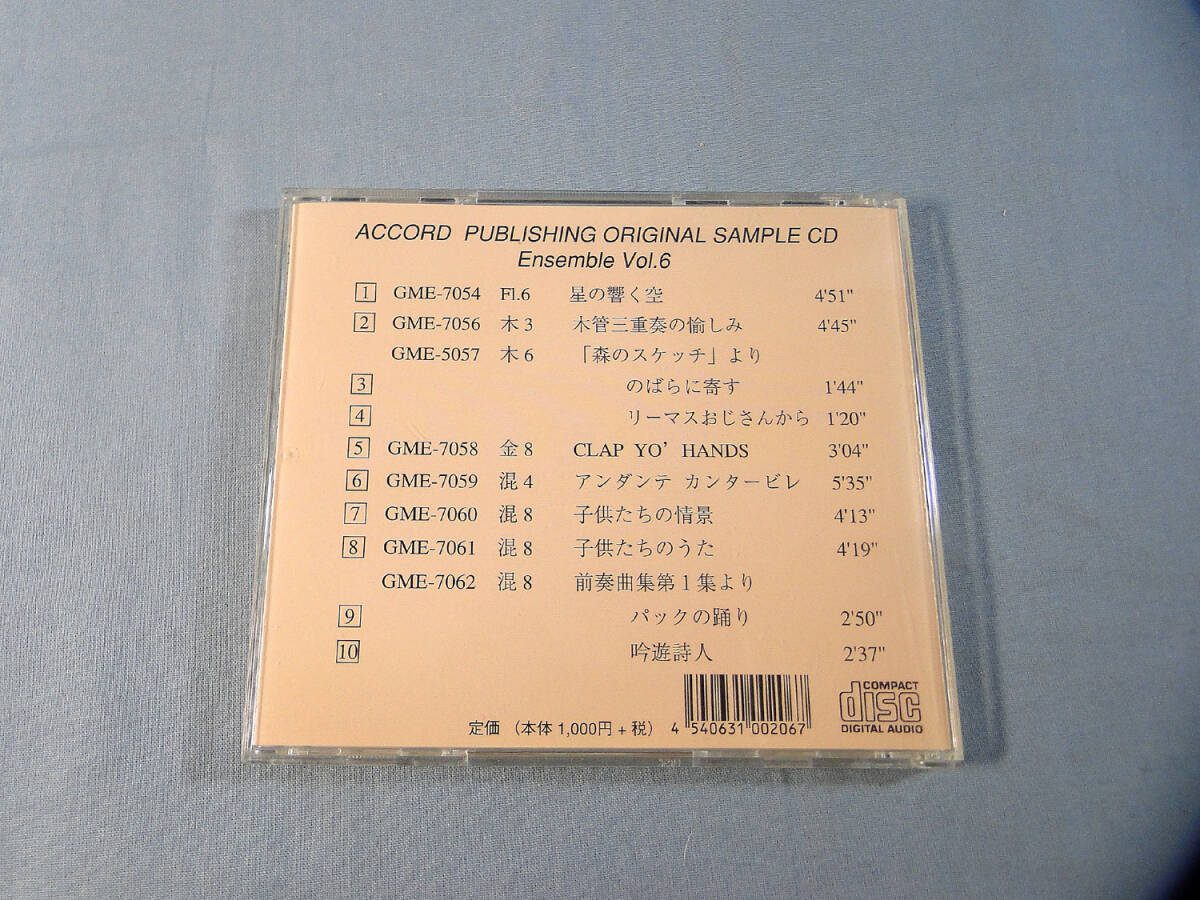 ACCORD PUBLISHING ORIGINAL SAMPLE CD
Ensemble Vol.6
1 GME-7054 Fl.6 星の響く空 4'51"
2 GME-7056 木3 木管三重奏の愉しみ 4'45"
GME-5057 木6 「森のスケッチ」より
3 のばらに寄す 1'44"
4 リーマスおじさんから 1'20"
5 GME-7058 金8 CLAP YO' HANDS 3'04"
6 GME-7059 混4 アンダンテ カンタービレ 5'35"
7 GME-7060 混8 子供たちの情景 4'13"
8 GME-7061 混8 子供たちのうた 4'19"
GME-7062 混8 前奏曲集第1集より
9 パックの踊り 2'50"
10 吟遊詩人 2'37"
定価 （本体 1,000円 + 税） 4 540631 002067
COMPACT
disc
DIGITAL AUDIO